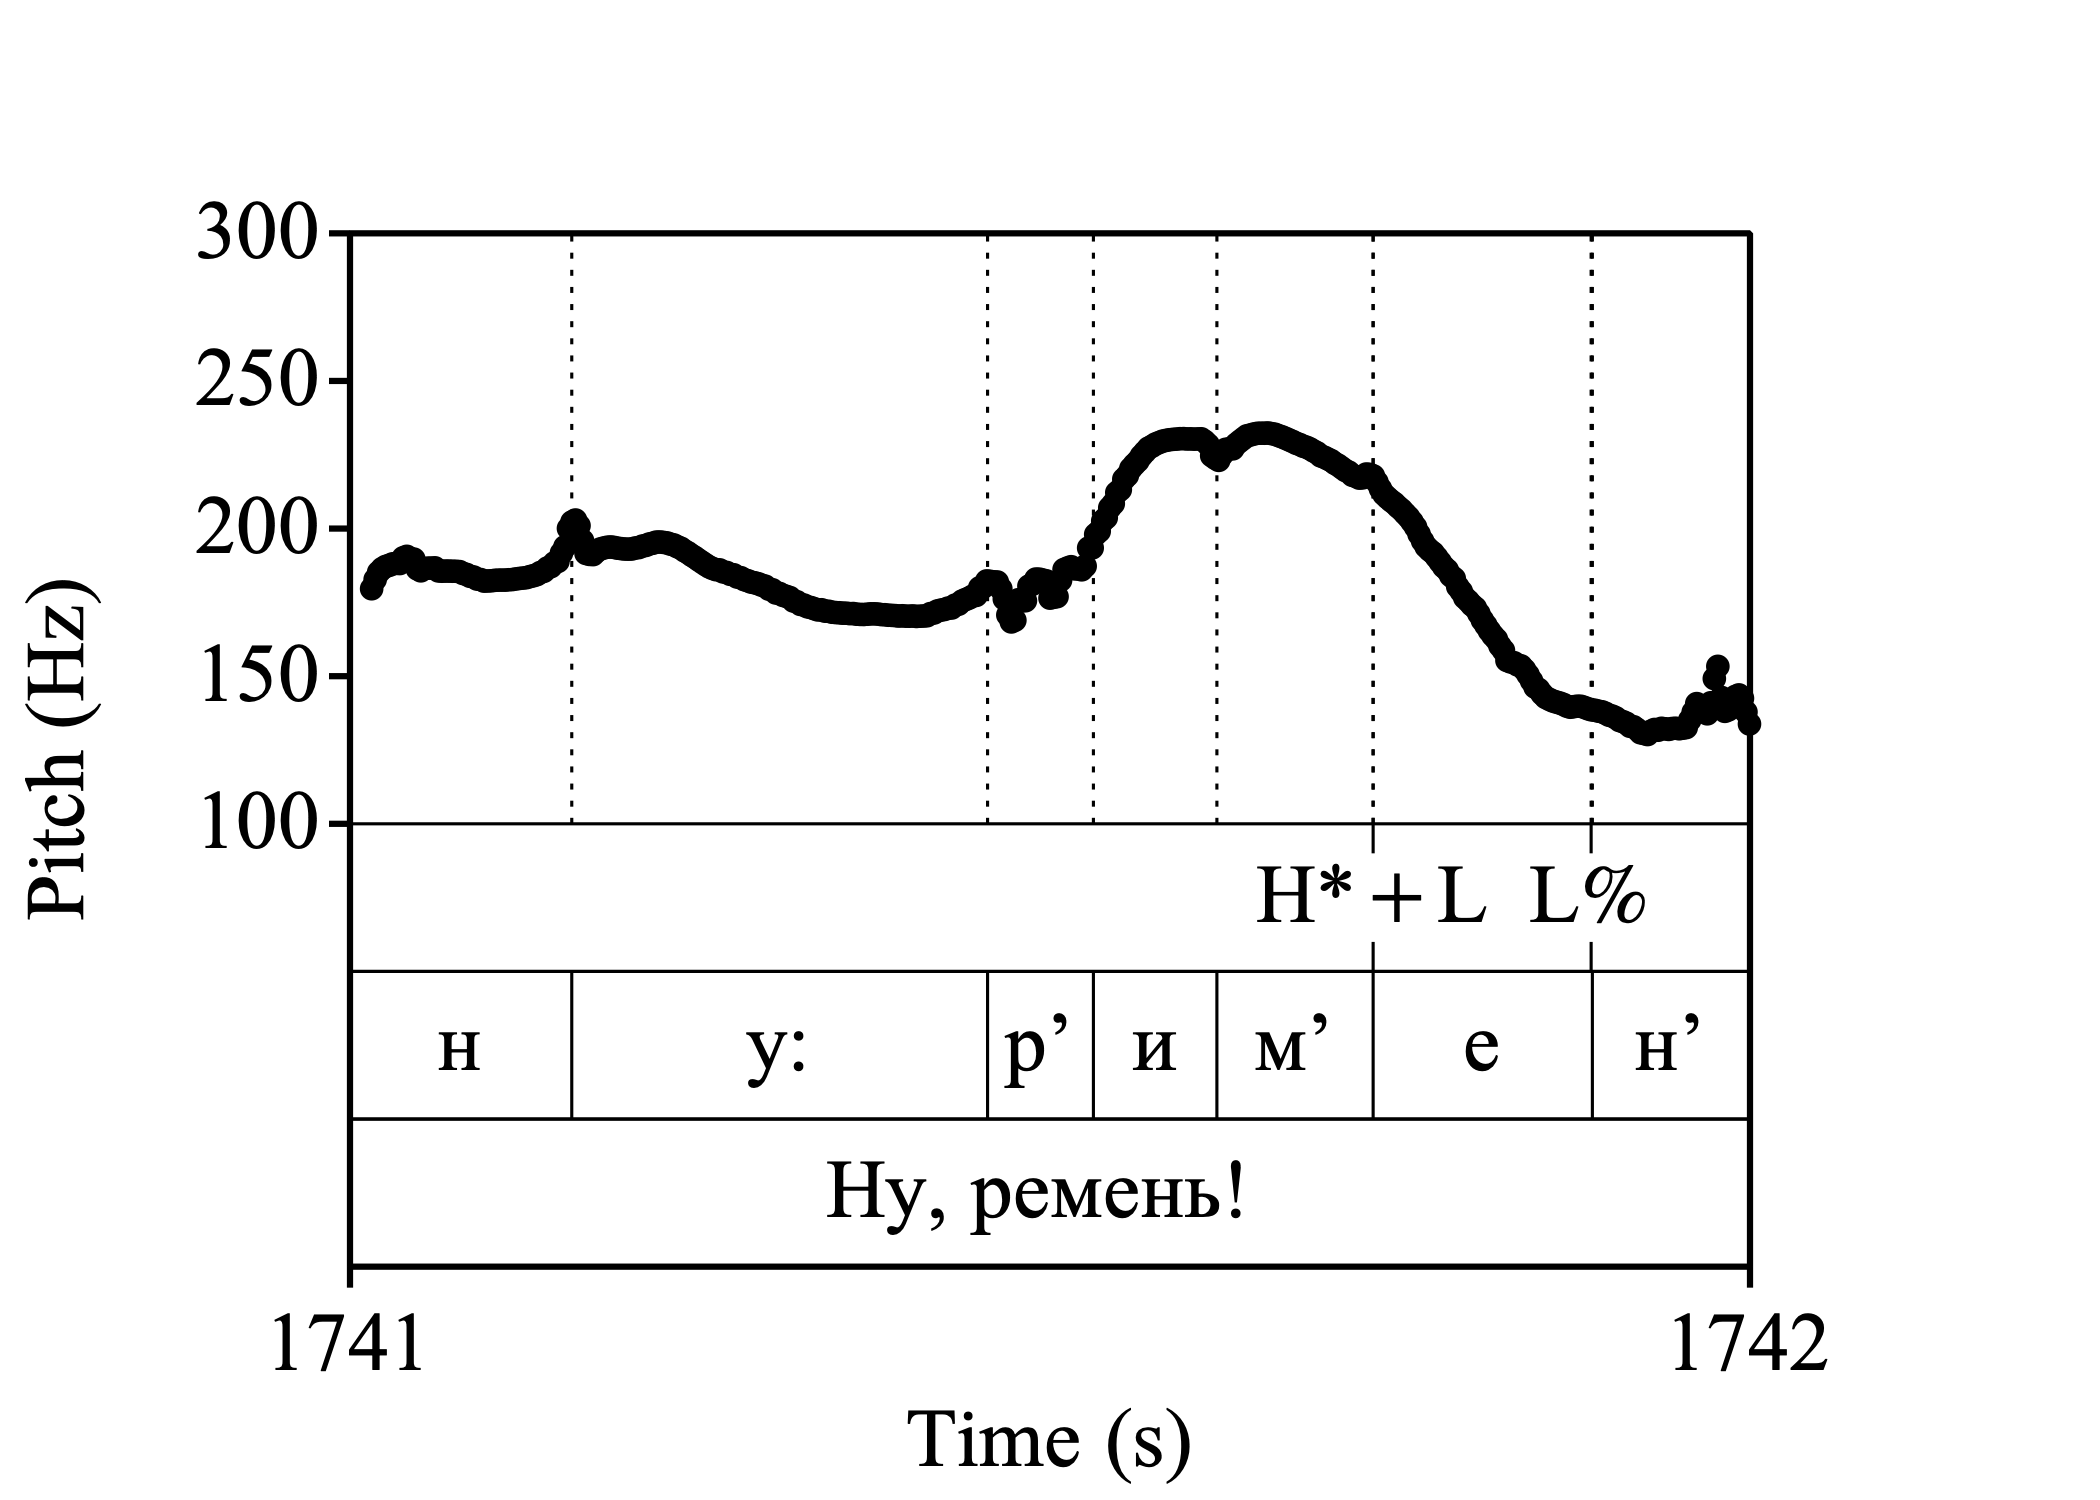 300
250
200
150
100
Pitch (Hz)
H* + L L%
н у: р’ и м’ е н’
Ну, ремень!
1741 1742
Time (s)